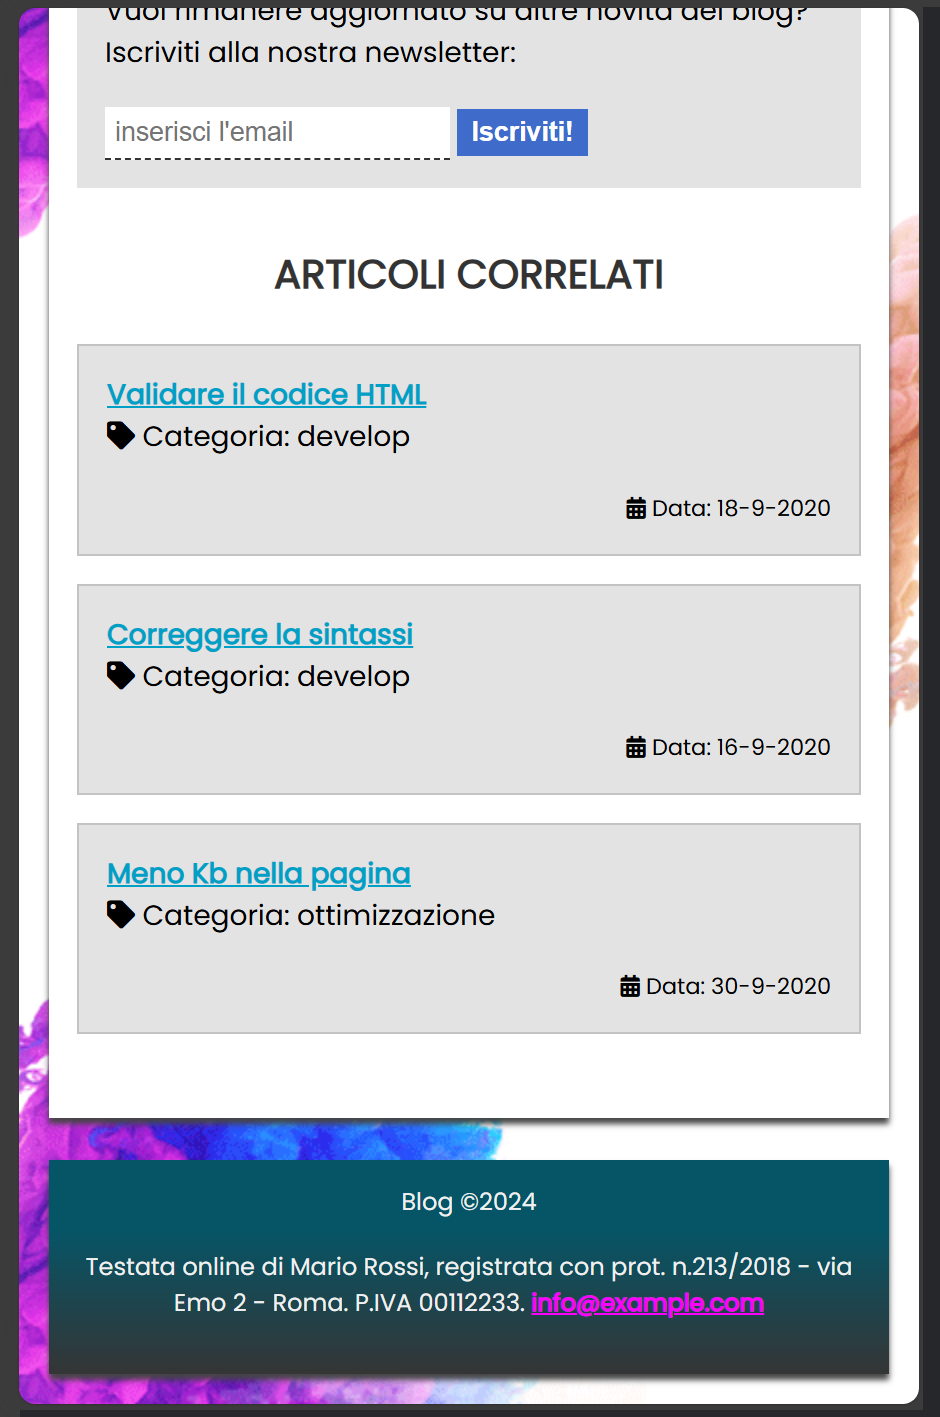 Vuoi rimanere aggiornato su altre novità del blog?
Iscriviti alla nostra newsletter:
inserisci l'email
Iscriviti!
ARTICOLI CORRELATI
Validare il codice HTML
Categoria: develop
Data: 18-9-2020
Correggere la sintassi
Categoria: develop
Data: 16-9-2020
Meno Kb nella pagina
Categoria: ottimizzazione
Data: 30-9-2020
Blog ©2024
Testata online di Mario Rossi, registrata con prot. n.213/2018 - via
Emo 2 - Roma. P.IVA 00112233. info@example.com